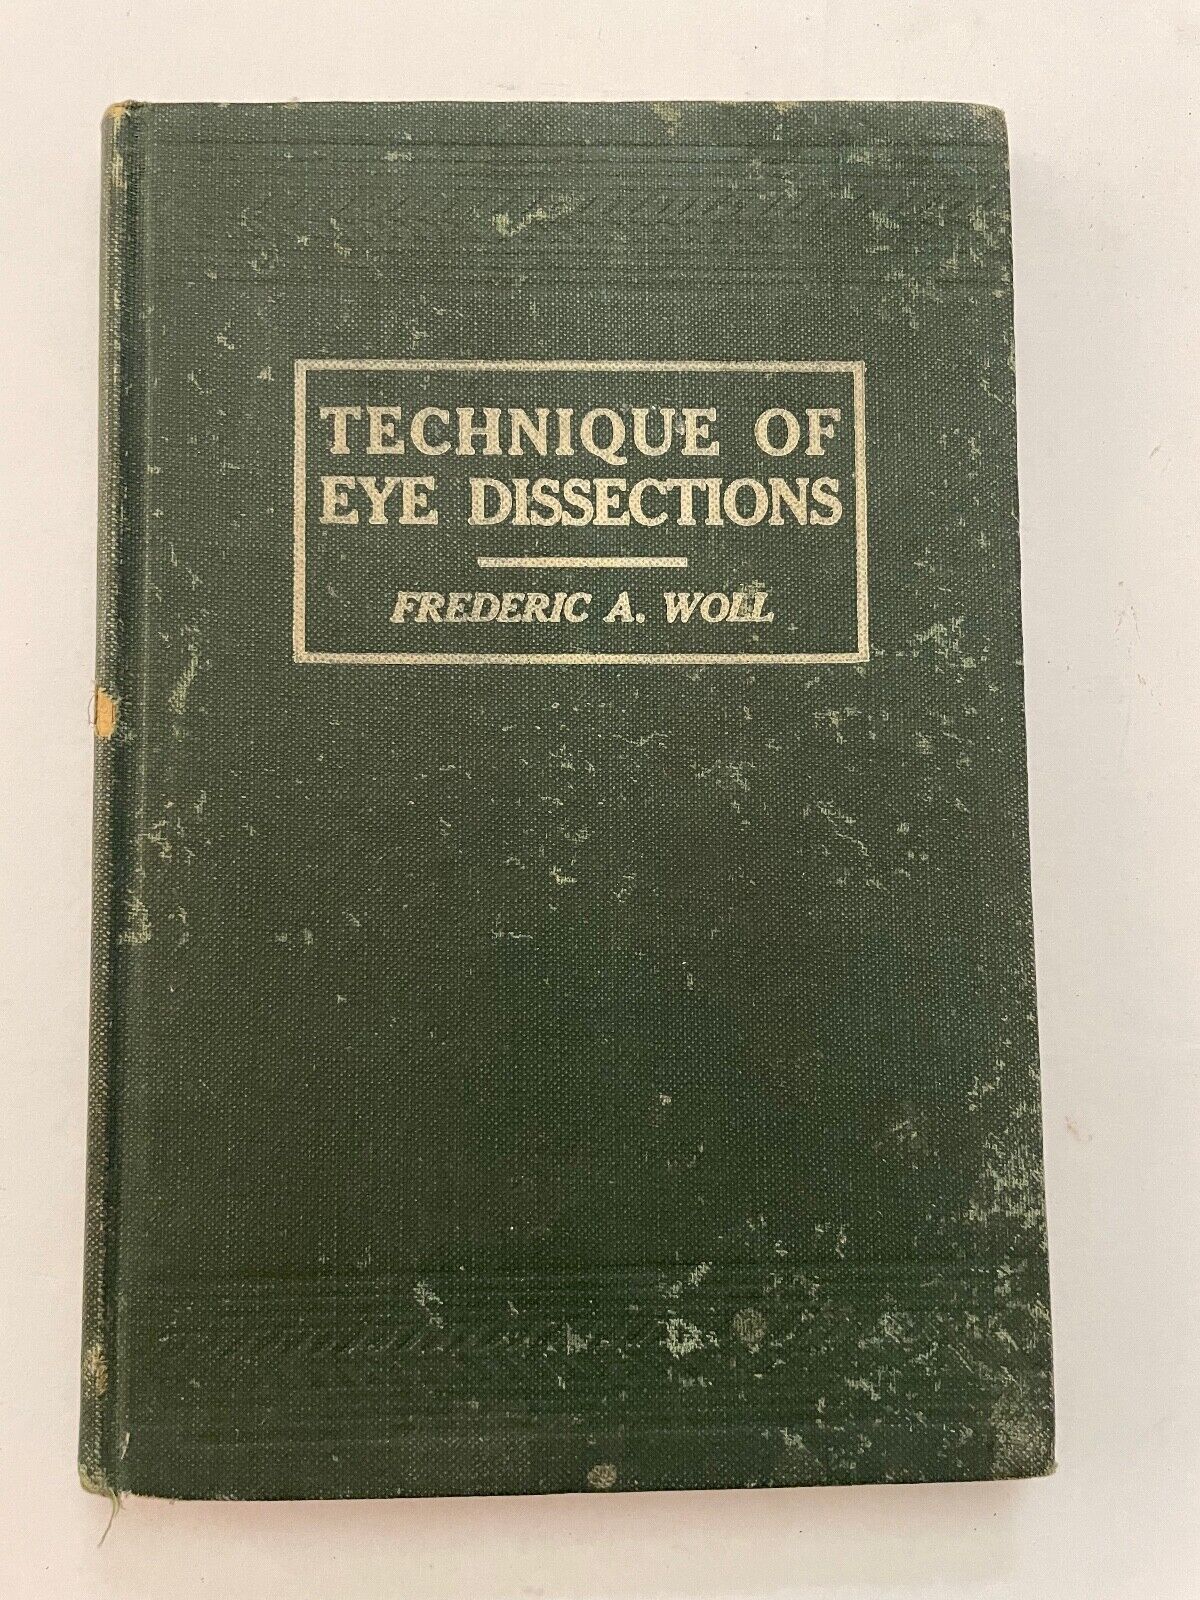 TECHNIQUE OF
EYE DISSECTIONS
FREDERIC A. WOLL